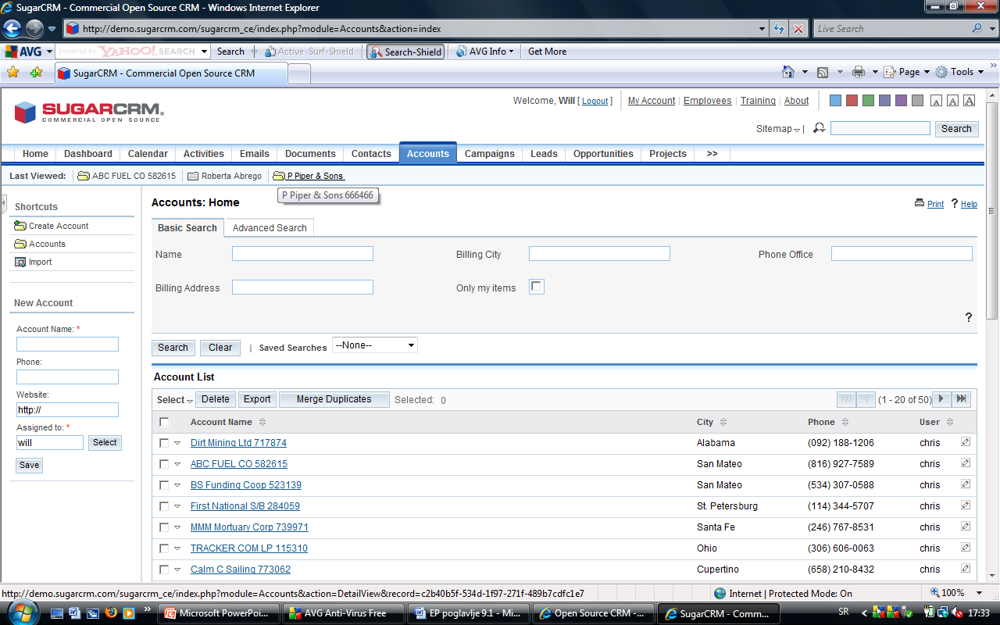 SugarCRM - Commercial Open Source CRM - Windows Internet Explorer
http://demo.sugarcrm.com/sugarcrm_ce/index.php?module=Accounts&action=index
Live Search
AVG powered by YAHOO! SEARCH Search Active Surf-Shield Search-Shield AVG Info Get More
SugarCRM - Commercial Open Source CRM Page Tools
SUGARCRM.
COMMERCIAL OPEN SOURCE
Welcome, Will [ Logout ] My Account | Employees | Training | About A A A
Sitemap | Search
Home Dashboard Calendar Activities Emails Documents Contacts Accounts Campaigns Leads Opportunities Projects >>
Last Viewed: ABC FUEL CO 582615 Roberta Abrego P Piper & Sons
P Piper & Sons 666466
Shortcuts
Create Account
Accounts
Import
New Account
Account Name: *
Phone:
Website:
http://
Assigned to: *
will Select
Save
Accounts: Home
Print ? Help
Basic Search Advanced Search
Name Billing City Phone Office
Billing Address Only my items
?
Search Clear | Saved Searches --None--
Account List
Select Delete Export Merge Duplicates Selected: 0 (1 - 20 of 50)
Account Name City Phone User
Dirt Mining Ltd 717874 Alabama (092) 188-1206 chris
ABC FUEL CO 582615 San Mateo (816) 927-7589 chris
BS Funding Coop 523139 San Mateo (534) 307-0588 chris
First National S/B 284059 St. Petersburg (114) 344-5707 chris
MMM Mortuary Corp 739971 Santa Fe (246) 767-8531 chris
TRACKER COM LP 115310 Ohio (306) 606-0063 chris
Calm C Sailing 773062 Cupertino (658) 210-8432 chris
http://demo.sugarcrm.com/sugarcrm_ce/index.php?module=Accounts&action=DetailView&record=c2b40b5f-534d-1f97-271f-489b7cdfc1e7
Internet | Protected Mode: On 100%
Microsoft PowerPoi... AVG Anti-Virus Free EP poglavlje 9.1 - Mi... Open Source CRM -... SugarCRM - Comm... SR 17:33